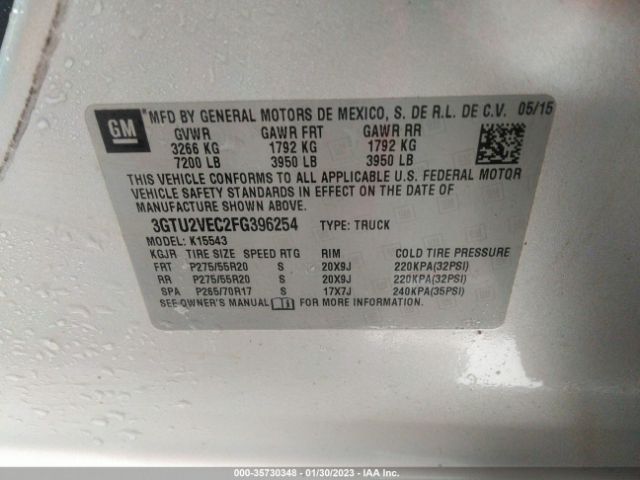 GM MFD BY GENERAL MOTORS DE MEXICO, S. DE R.L. DE C.V. 05/15
GVWR GAWR FRT GAWR RR
3266 KG 1792 KG 1792 KG
7200 LB 3950 LB 3950 LB
THIS VEHICLE CONFORMS TO ALL APPLICABLE U.S. FEDERAL MOTOR
VEHICLE SAFETY STANDARDS IN EFFECT ON THE DATE OF
MANUFACTURE SHOWN ABOVE.
3GTU2VEC2FG396254 TYPE: TRUCK
MODEL: K15543
KGJR TIRE SIZE SPEED RTG RIM COLD TIRE PRESSURE
FRT P275/55R20 S 20X9J 220KPA(32PSI)
RR P275/55R20 S 20X9J 220KPA(32PSI)
SPA P265/70R17 S 17X7J 240KPA(35PSI)
SEE OWNER'S MANUAL FOR MORE INFORMATION.
000-35730348 - 01/30/2023 - IAA Inc.